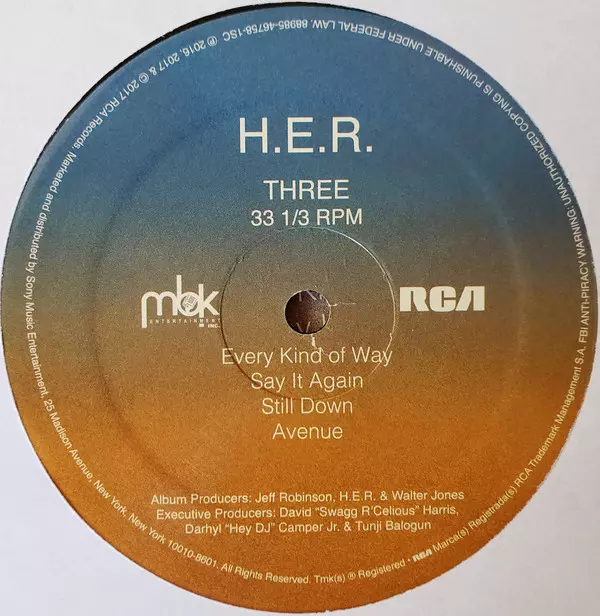 H.E.R.
THREE
33 1/3 RPM
mbk
ENTERTAINMENT
INC.
RCA
Every Kind of Way
Say It Again
Still Down
Avenue
Album Producers: Jeff Robinson, H.E.R. & Walter Jones
Executive Producers: David “Swagg R’Celious” Harris,
Darhyl “Hey DJ” Camper Jr. & Tunji Balogun
℗ 2016, 2017 & © 2017 RCA Records. Marketed and distributed by Sony Music Entertainment, 25 Madison Avenue, New York, New York 10010-8601. All Rights Reserved. Tmk(s) ® Registered • RCA Marca(s) Registrada(s) RCA Trademark Management S.A. FBI ANTI-PIRACY WARNING: UNAUTHORIZED COPYING IS PUNISHABLE UNDER FEDERAL LAW. 88985-46758-1SC